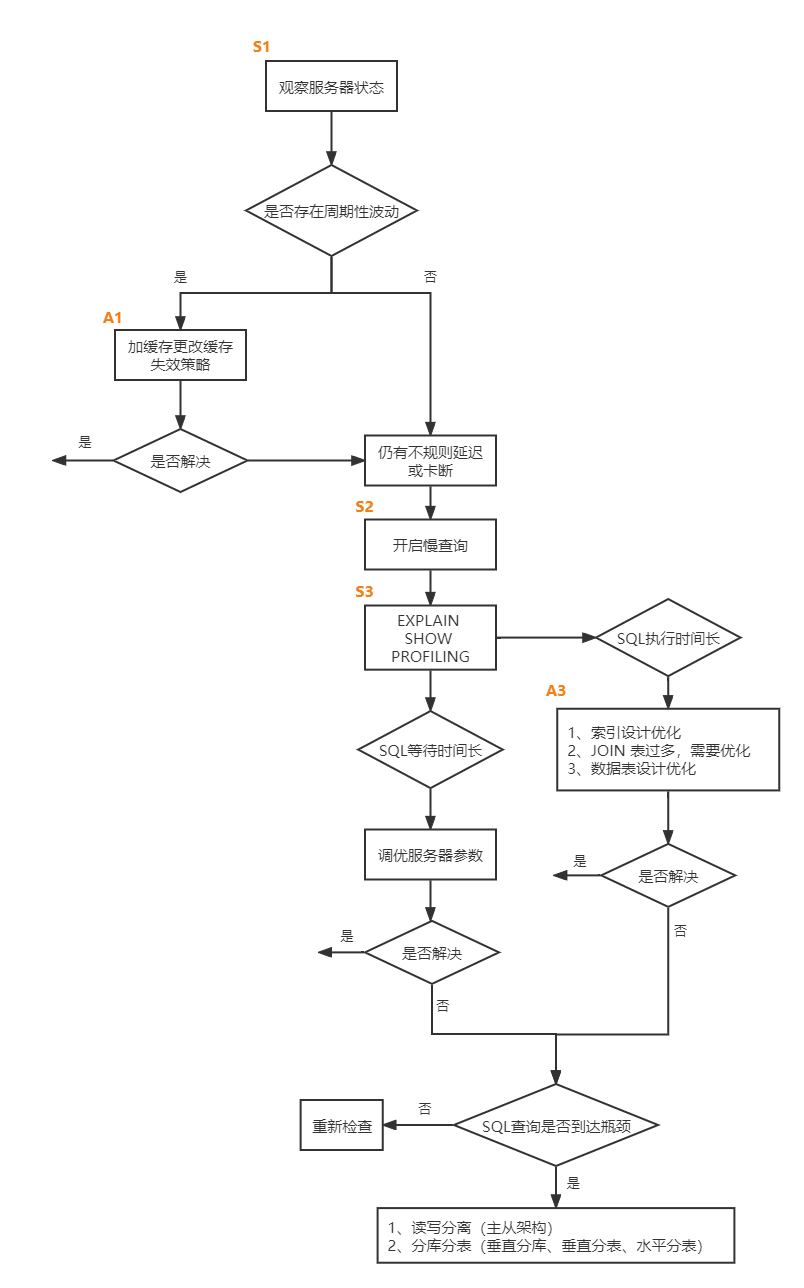 S1
观察服务器状态
是否存在周期性波动
是
否
A1
加缓存更改缓存
失效策略
是
是否解决
仍有不规则延迟
或卡断
S2
开启慢查询
S3
EXPLAIN
SHOW
PROFILING
SQL执行时间长
A3
1、索引设计优化
2、JOIN 表过多，需要优化
3、数据表设计优化
SQL等待时间长
调优服务器参数
是
是否解决
是
是否解决
否
否
SQL查询是否到达瓶颈
否
重新检查
是
1、读写分离（主从架构）
2、分库分表（垂直分库、垂直分表、水平分表）